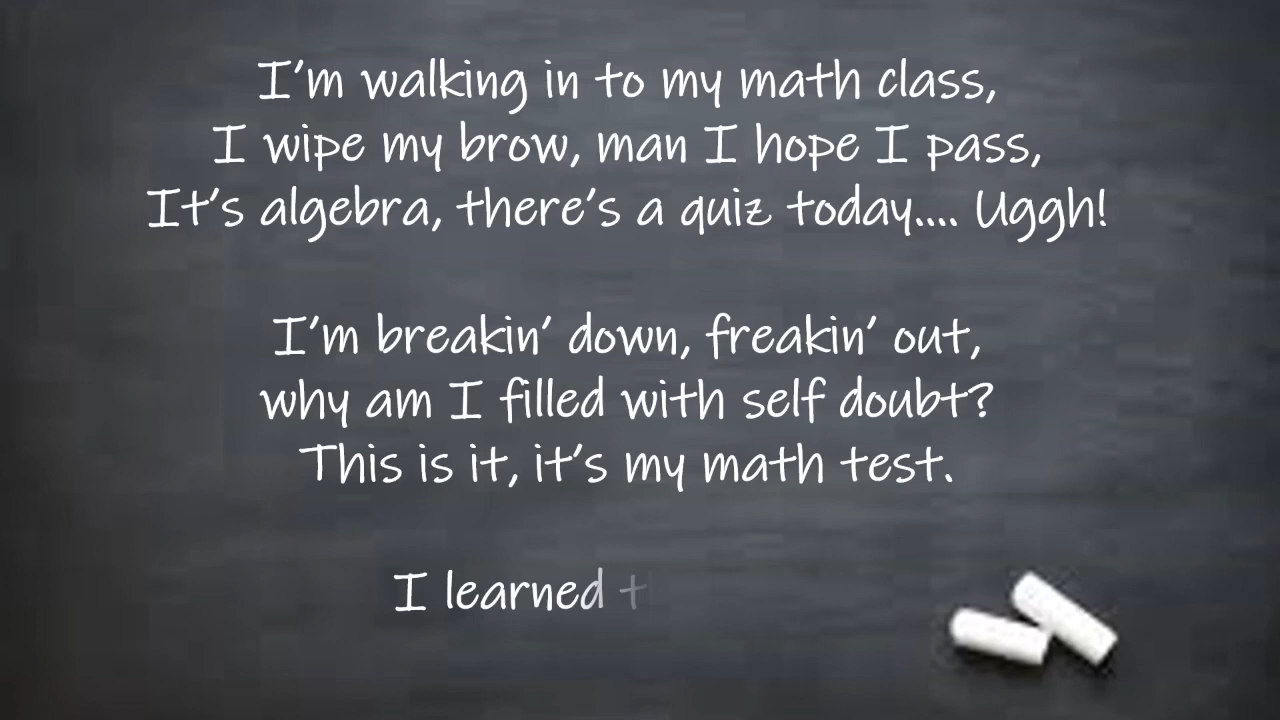 I'm walking in to my math class,
I wipe my brow, man I hope I pass,
It's algebra, there's a quiz today.... Uggh!
I'm breakin' down, freakin' out,
why am I filled with self doubt?
This is it, it's my math test.
I learned